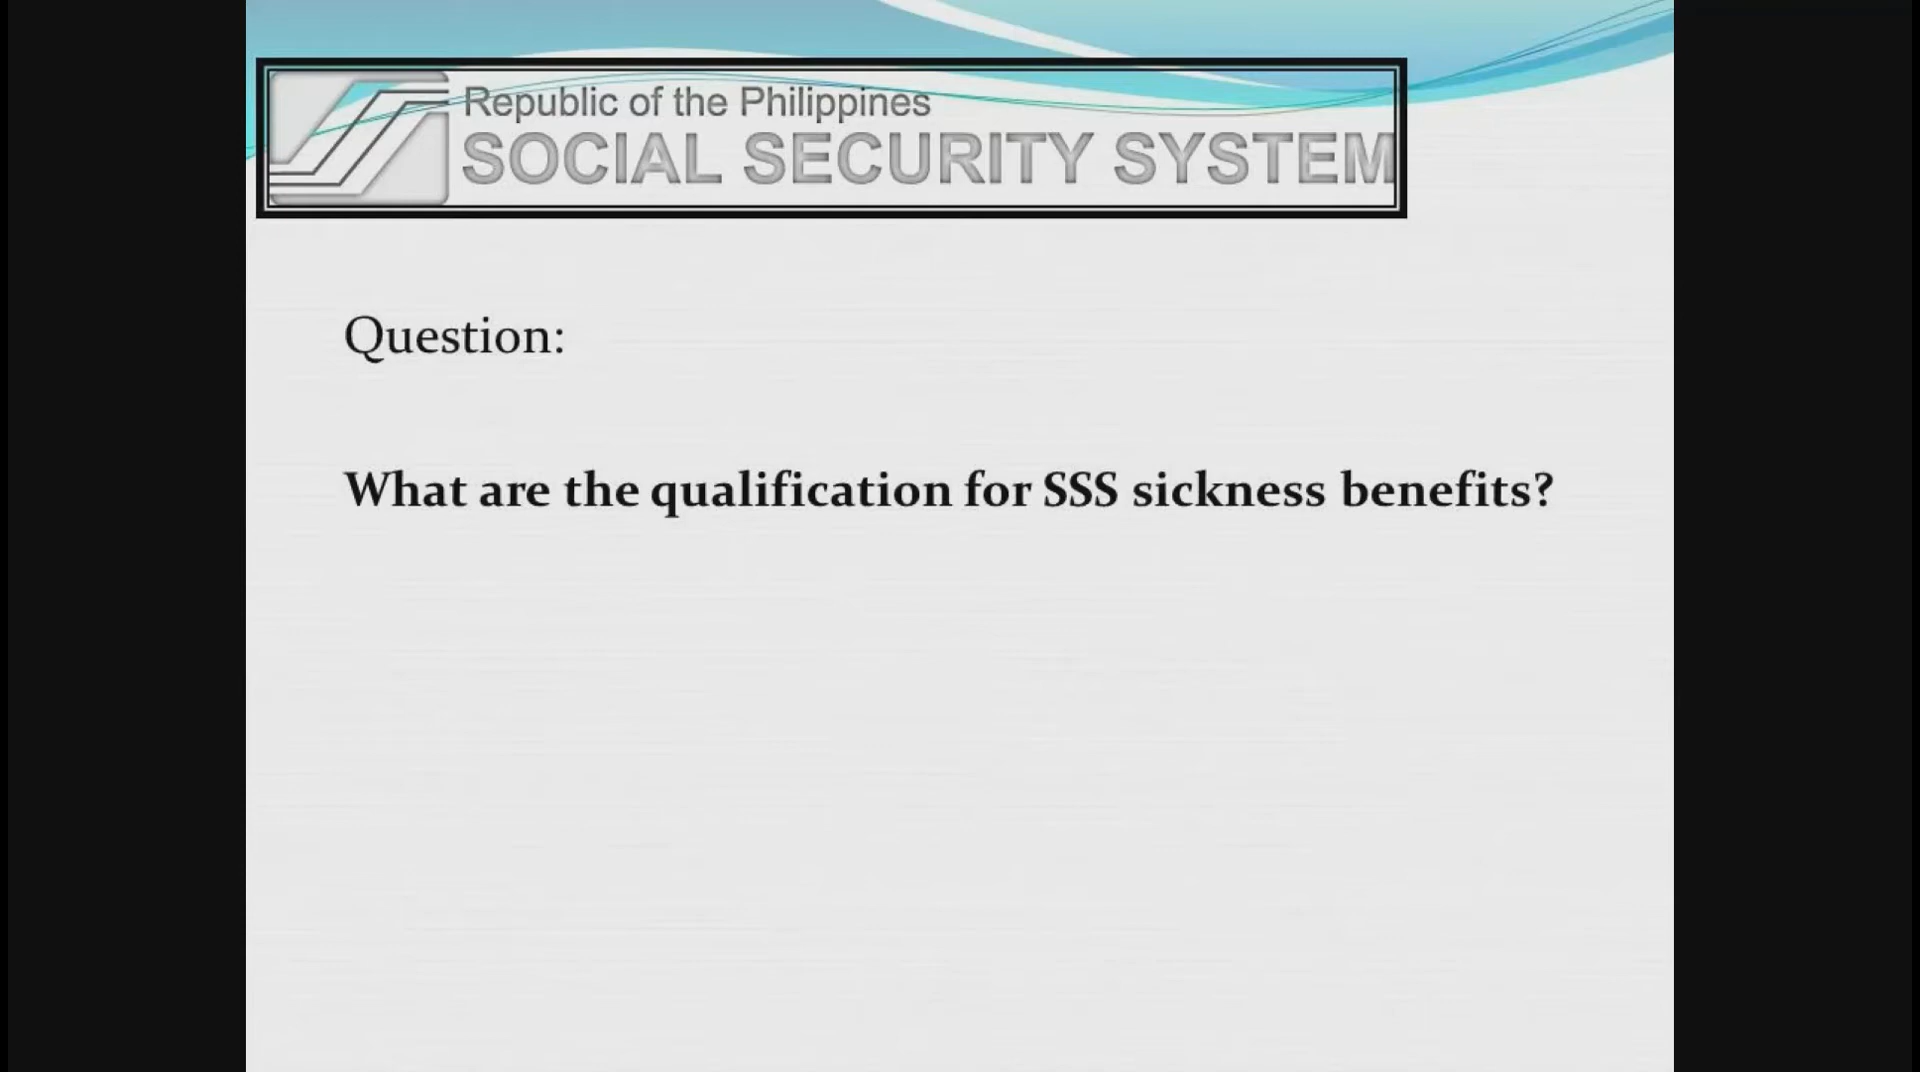 Republic of the Philippines
SOCIAL SECURITY SYSTEM
Question:
What are the qualification for SSS sickness benefits?